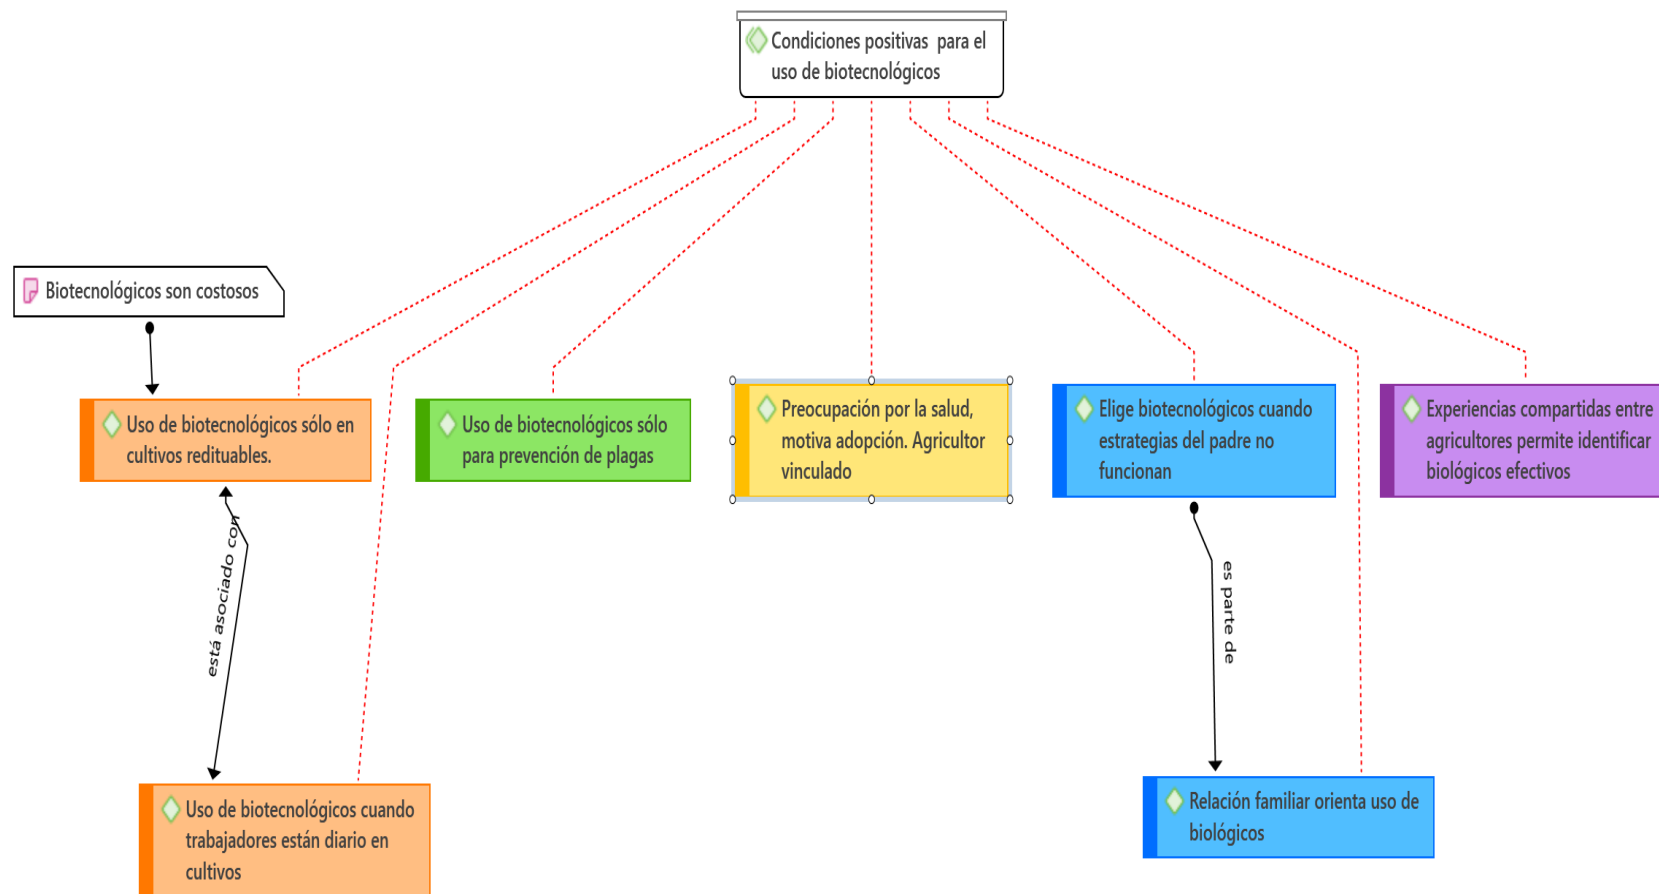 Condiciones positivas para el
uso de biotecnológicos
Biotecnológicos son costosos
Uso de biotecnológicos sólo en
cultivos redituables.
Uso de biotecnológicos sólo
para prevención de plagas
Preocupación por la salud,
motiva adopción. Agricultor
vinculado
Elige biotecnológicos cuando
estrategias del padre no
funcionan
Experiencias compartidas entre
agricultores permite identificar
biológicos efectivos
está asociado con
es parte de
Uso de biotecnológicos cuando
trabajadores están diario en
cultivos
Relación familiar orienta uso de
biológicos